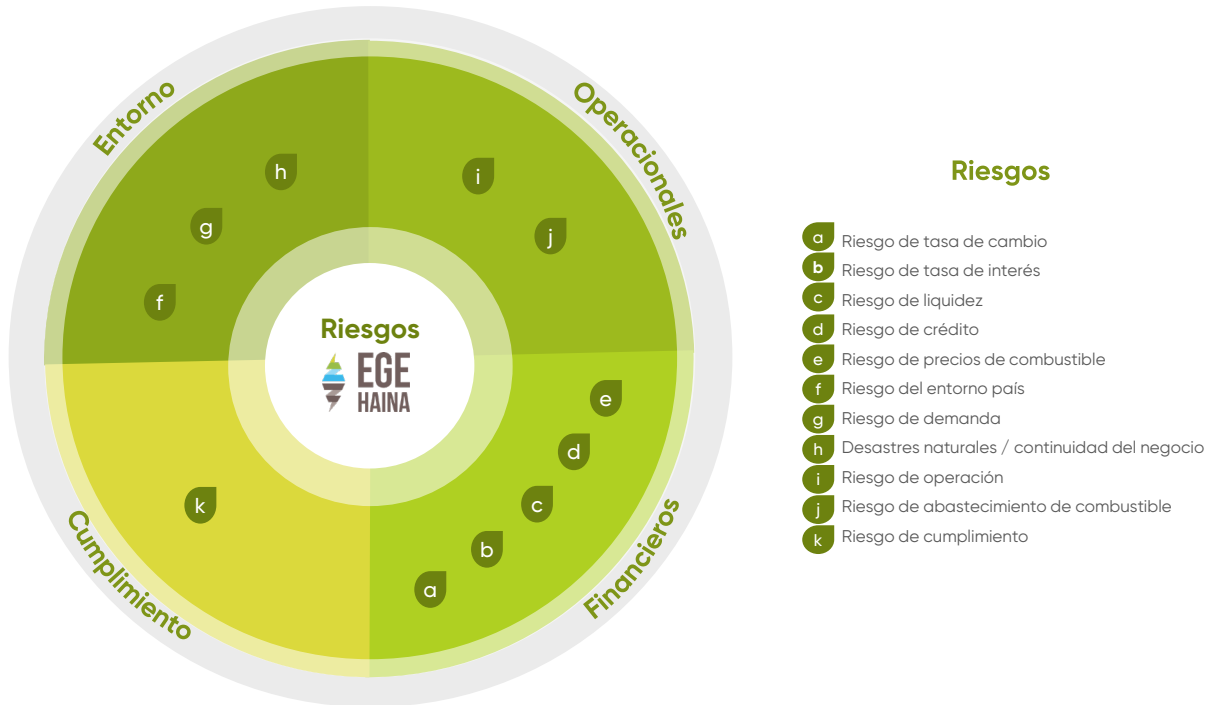 Entorno
Operacionales
h
i
g
j
f
Riesgos
EGE
HAINA
e
d
k
c
b
a
Cumplimiento
Financieros
Riesgos
a Riesgo de tasa de cambio
b Riesgo de tasa de interés
c Riesgo de liquidez
d Riesgo de crédito
e Riesgo de precios de combustible
f Riesgo del entorno país
g Riesgo de demanda
h Desastres naturales / continuidad del negocio
i Riesgo de operación
j Riesgo de abastecimiento de combustible
k Riesgo de cumplimiento